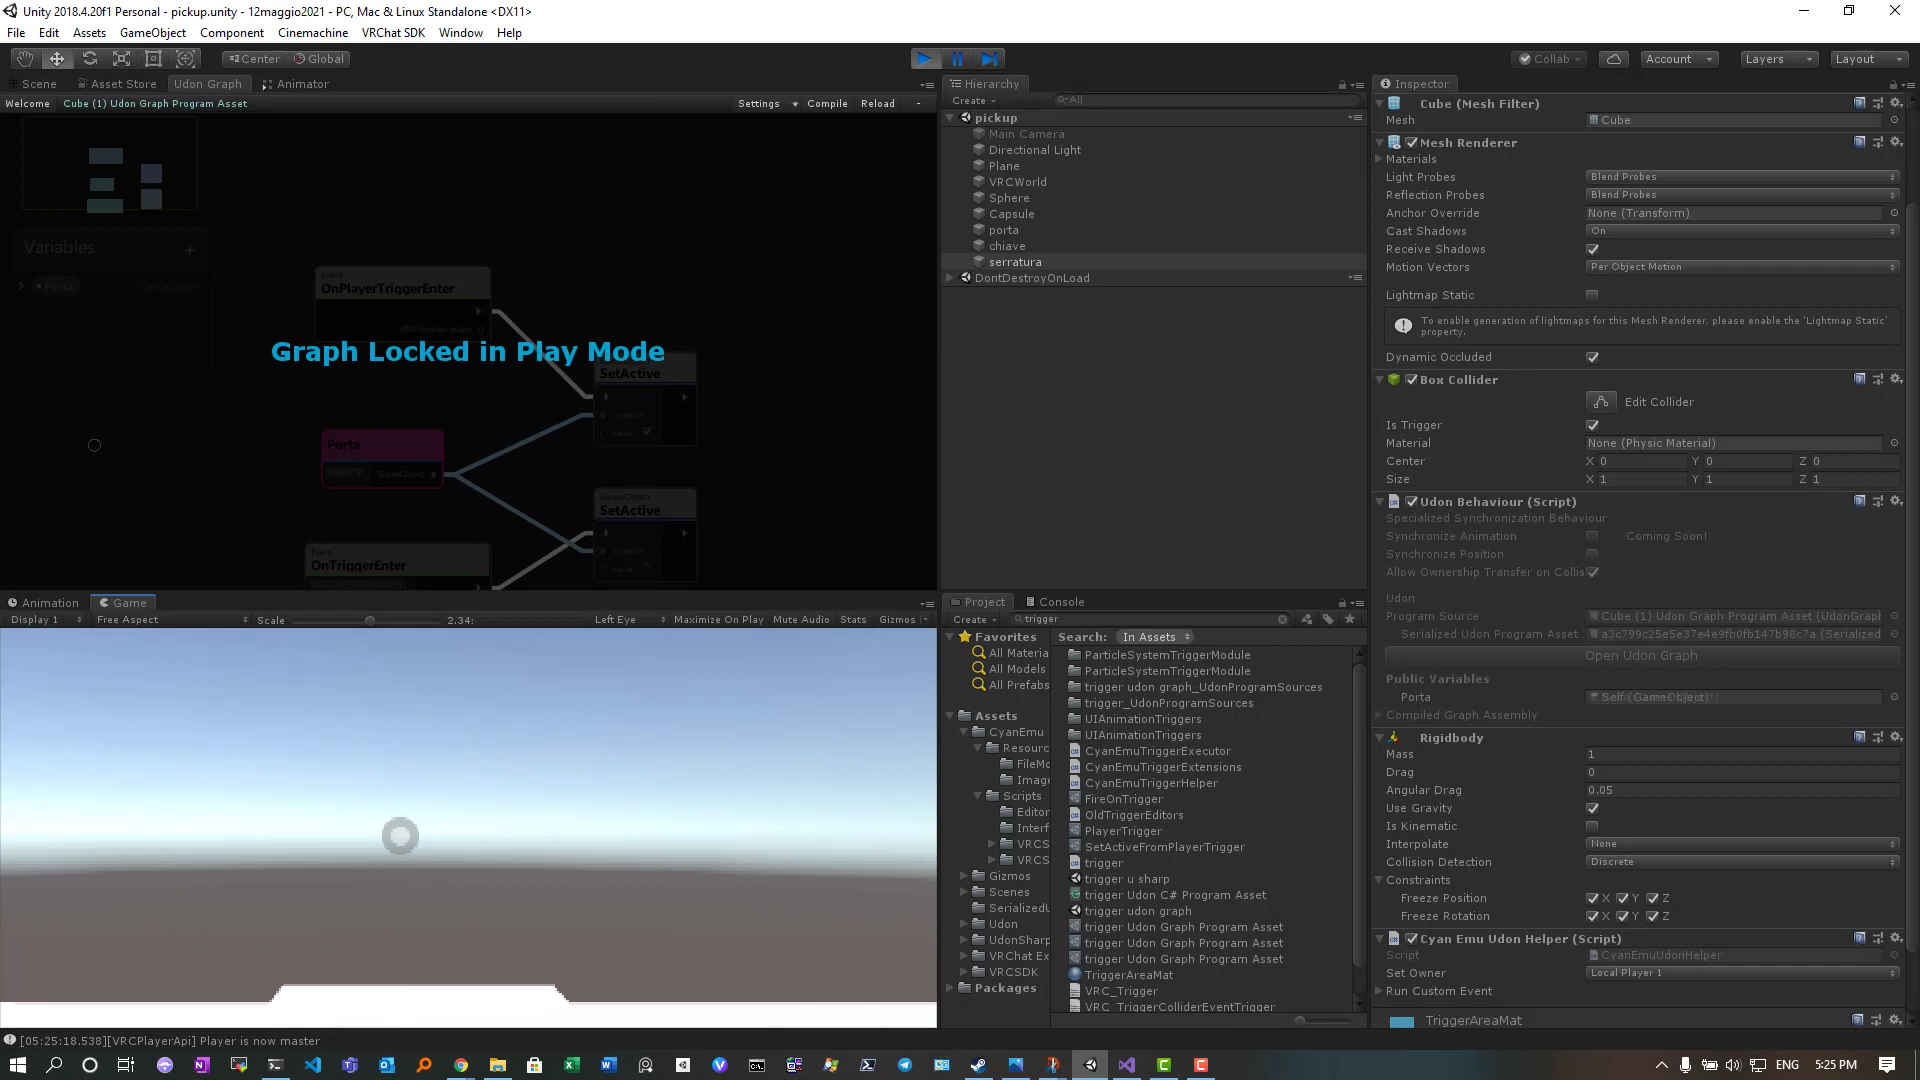 Unity 2018.4.20f1 Personal - pickup.unity - 12maggio2021 - PC, Mac & Linux Standalone <DX11>
File Edit Assets GameObject Component Cinemachine VRChat SDK Window Help
Center Global
Collab
Account
Layers
Layout
Scene Asset Store Udon Graph Animator
Welcome Cube (1) Udon Graph Program Asset Settings Compile Reload -
Variables +
Porta
Event
OnPlayerTriggerEnter
VRCPlayerApi player
Graph Locked in Play Mode
SetActive
instance
value
Porta
GameObject
GameObject
SetActive
instance
value
Event
OnTriggerEnter
Animation Game
Display 1 Free Aspect Scale 2.34: Left Eye Maximize On Play Mute Audio Stats Gizmos
Hierarchy
Create All
pickup
Main Camera
Directional Light
Plane
VRCWorld
Sphere
Capsule
porta
chiave
serratura
DontDestroyOnLoad
Project Console
Create trigger
Favorites
All Materia
All Models
All Prefabs
Assets
CyanEmu
Resourc
FileMo
Image
Scripts
Editor
Interf
VRCS
VRCS
Gizmos
Scenes
SerializedU
Udon
UdonSharp
VRChat Ex
VRCSDK
Packages
Search: In Assets
ParticleSystemTriggerModule
ParticleSystemTriggerModule
trigger udon graph_UdonProgramSources
trigger_UdonProgramSources
UIAnimationTriggers
UIAnimationTriggers
CyanEmuTriggerExecutor
CyanEmuTriggerExtensions
CyanEmuTriggerHelper
FireOnTrigger
OldTriggerEditors
PlayerTrigger
SetActiveFromPlayerTrigger
trigger
trigger u sharp
trigger Udon C# Program Asset
trigger udon graph
trigger Udon Graph Program Asset
trigger Udon Graph Program Asset
trigger Udon Graph Program Asset
TriggerAreaMat
VRC_Trigger
VRC_TriggerColliderEventTrigger
Inspector
Cube (Mesh Filter)
Mesh Cube
Mesh Renderer
Materials
Light Probes Blend Probes
Reflection Probes Blend Probes
Anchor Override None (Transform)
Cast Shadows On
Receive Shadows
Motion Vectors Per Object Motion
Lightmap Static
To enable generation of lightmaps for this Mesh Renderer, please enable the 'Lightmap Static'
property.
Dynamic Occluded
Box Collider
Edit Collider
Is Trigger
Material None (Physic Material)
Center X 0 Y 0 Z 0
Size X 1 Y 1 Z 1
Udon Behaviour (Script)
Specialized Synchronization Behaviour
Synchronize Animation Coming Soon!
Synchronize Position
Allow Ownership Transfer on Collis
Udon
Program Source Cube (1) Udon Graph Program Asset (UdonGraph
Serialized Udon Program Asset a3c799c25e5e37e4e9fb0fb147b98c7a (Serialized
Open Udon Graph
Public Variables
Porta Self (GameObject)
Compiled Graph Assembly
Rigidbody
Mass 1
Drag 0
Angular Drag 0.05
Use Gravity
Is Kinematic
Interpolate None
Collision Detection Discrete
Constraints
Freeze Position X Y Z
Freeze Rotation X Y Z
Cyan Emu Udon Helper (Script)
Script CyanEmuUdonHelper
Set Owner Local Player 1
Run Custom Event
TriggerAreaMat
[05:25:18.538][VRCPlayerApi] Player is now master
ENG 5:25 PM